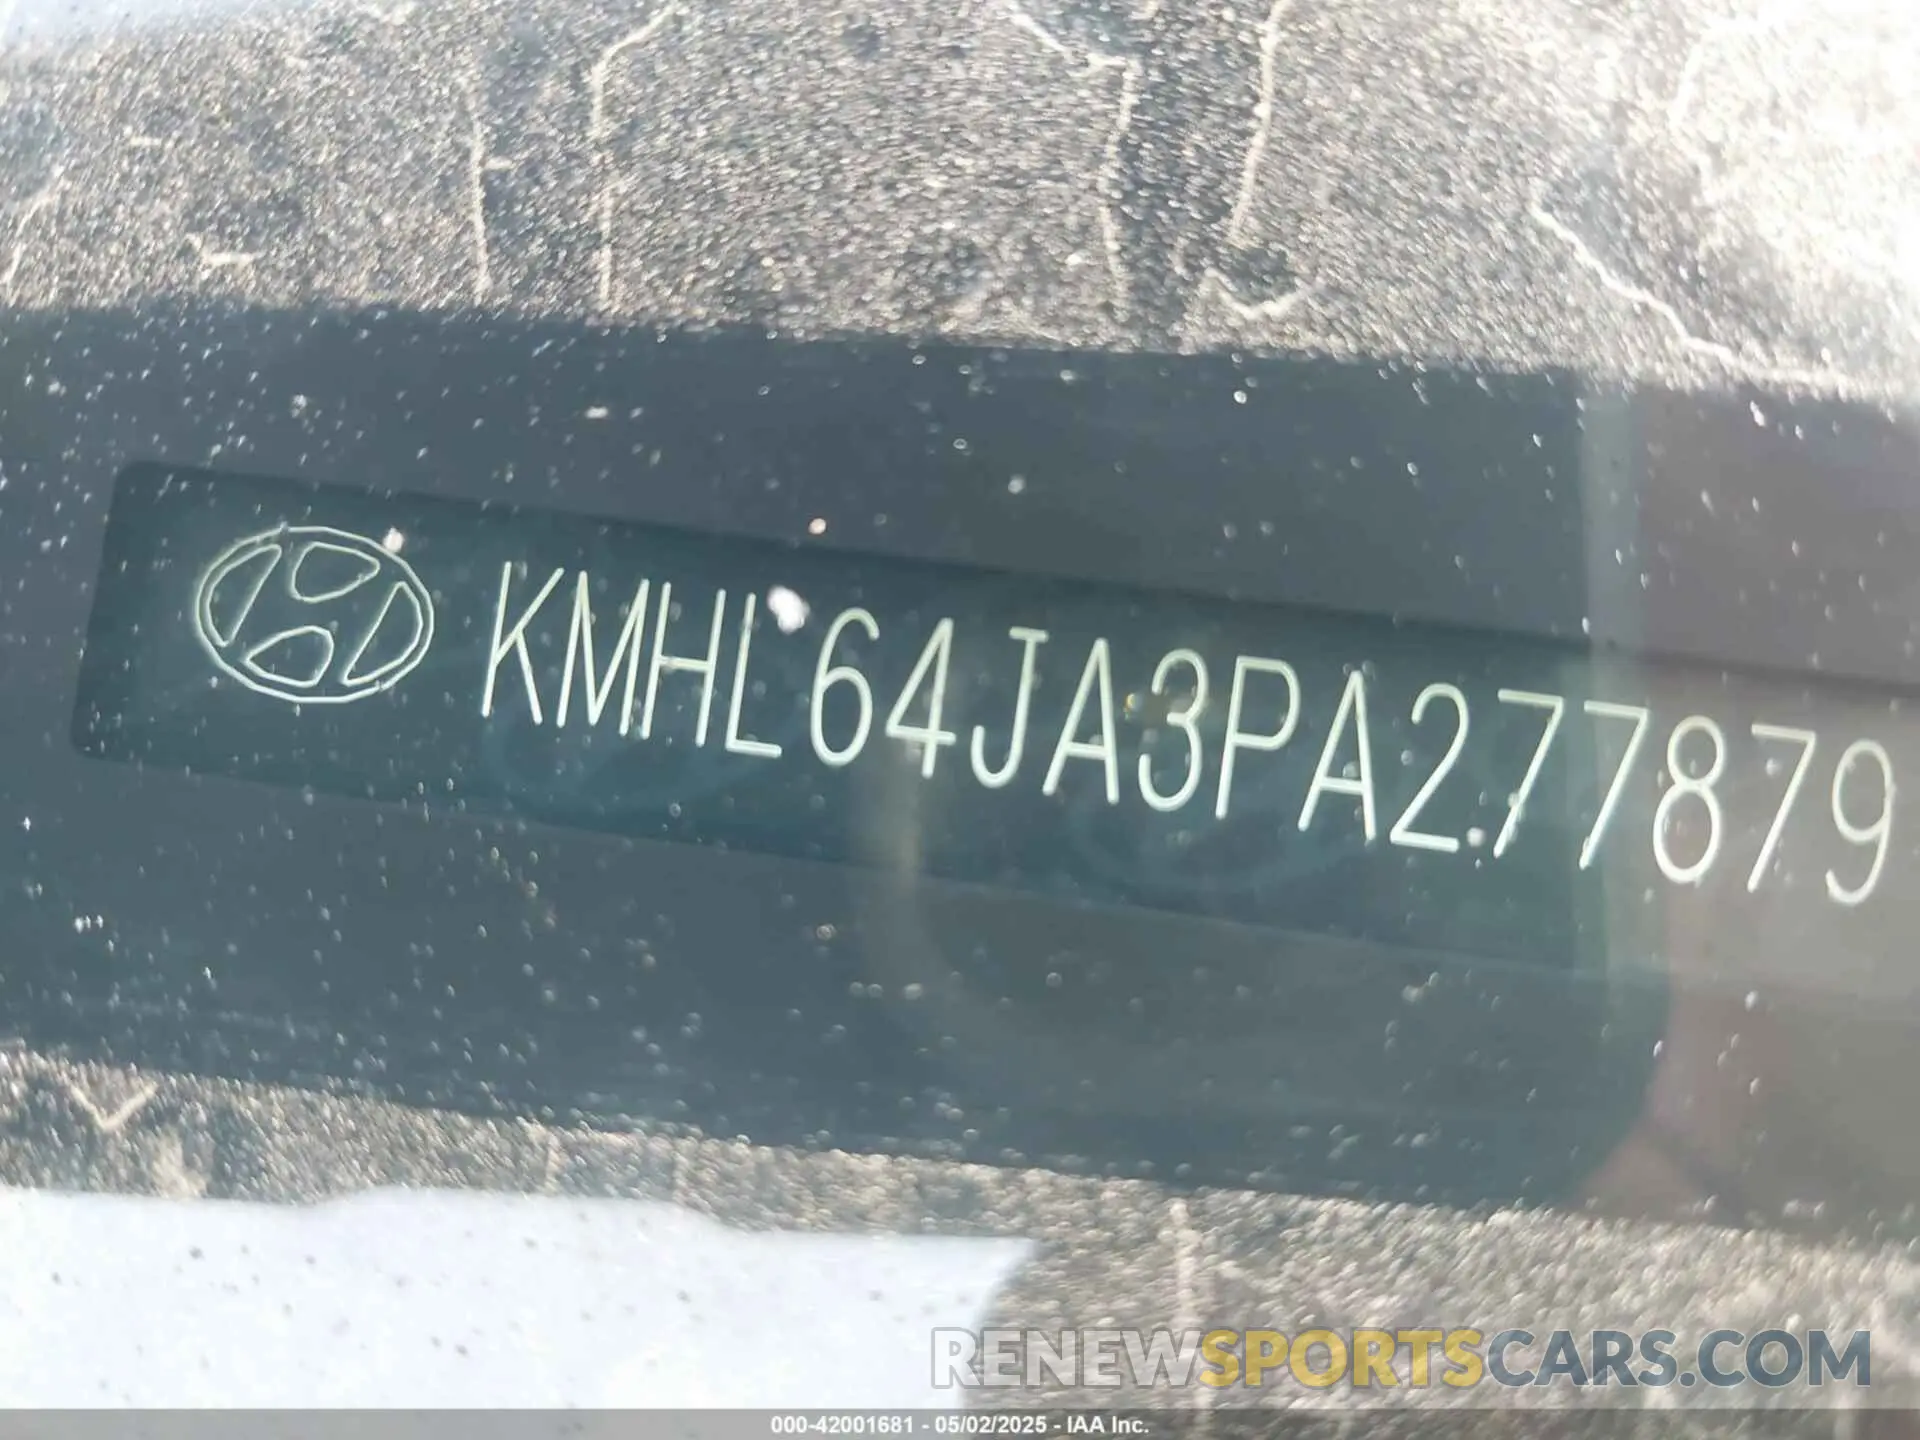 KMHL64JA3PA277879
RENEWSPORTSCARS.COM
000-42001681 - 05/02/2025 - IAA Inc.